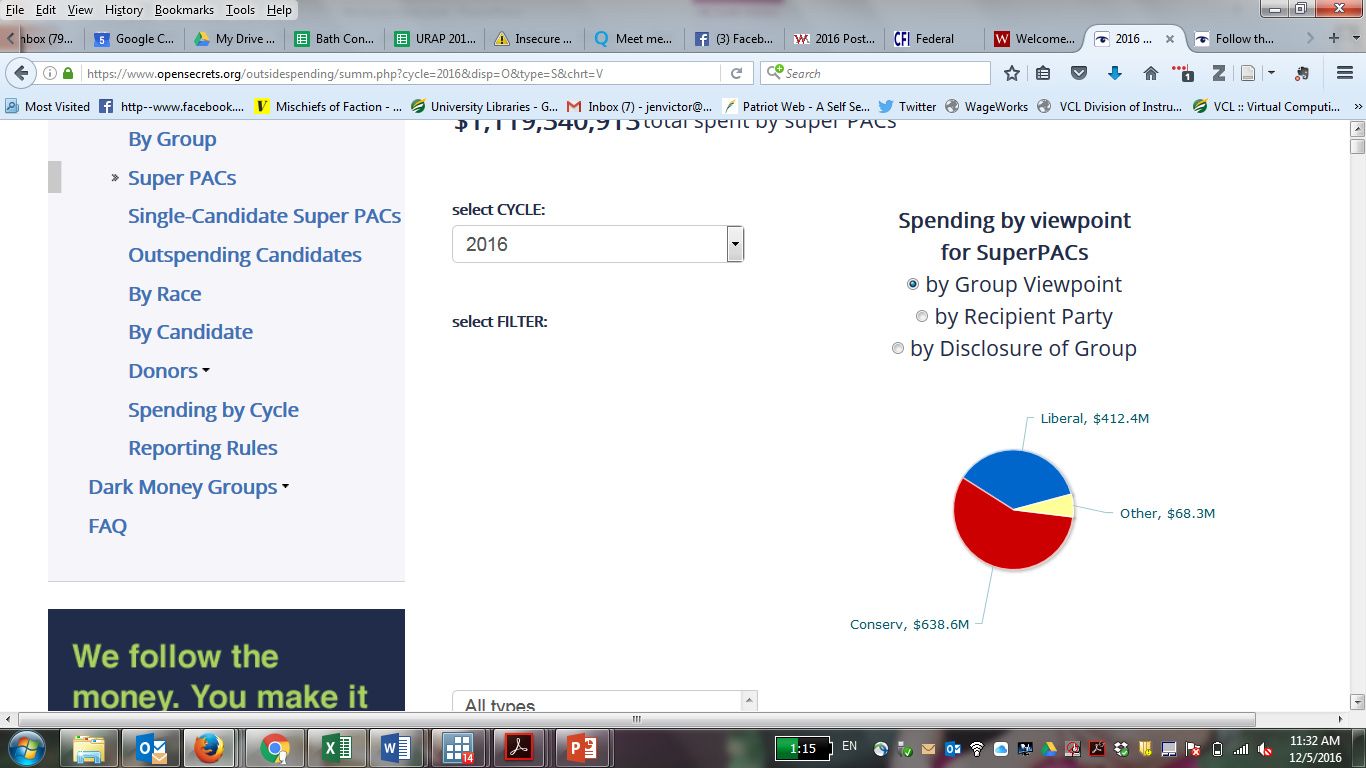 File Edit View History Bookmarks Tools Help
nbox (79... Google C... My Drive ... Bath Con... URAP 201... Insecure ... Meet me... (3) Faceb... 2016 Post... CFI Federal Welcome... 2016 ... Follow th...
https://www.opensecrets.org/outsidespending/summ.php?cycle=2016&disp=O&type=S&chrt=V
Search
Most Visited http--www.facebook.... Mischiefs of Faction - ... University Libraries - G... Inbox (7) - jenvictor@... Patriot Web - A Self Se... Twitter WageWorks VCL Division of Instru... VCL :: Virtual Computi...
$1,119,340,913 total spent by super PACs
By Group
Super PACs
Single-Candidate Super PACs
Outspending Candidates
By Race
By Candidate
Donors
Spending by Cycle
Reporting Rules
Dark Money Groups
FAQ
We follow the
money. You make it
select CYCLE:
2016
select FILTER:
All types
Spending by viewpoint
for SuperPACs
by Group Viewpoint
by Recipient Party
by Disclosure of Group
Liberal, $412.4M
Other, $68.3M
Conserv, $638.6M
1:15 EN
11:32 AM
12/5/2016